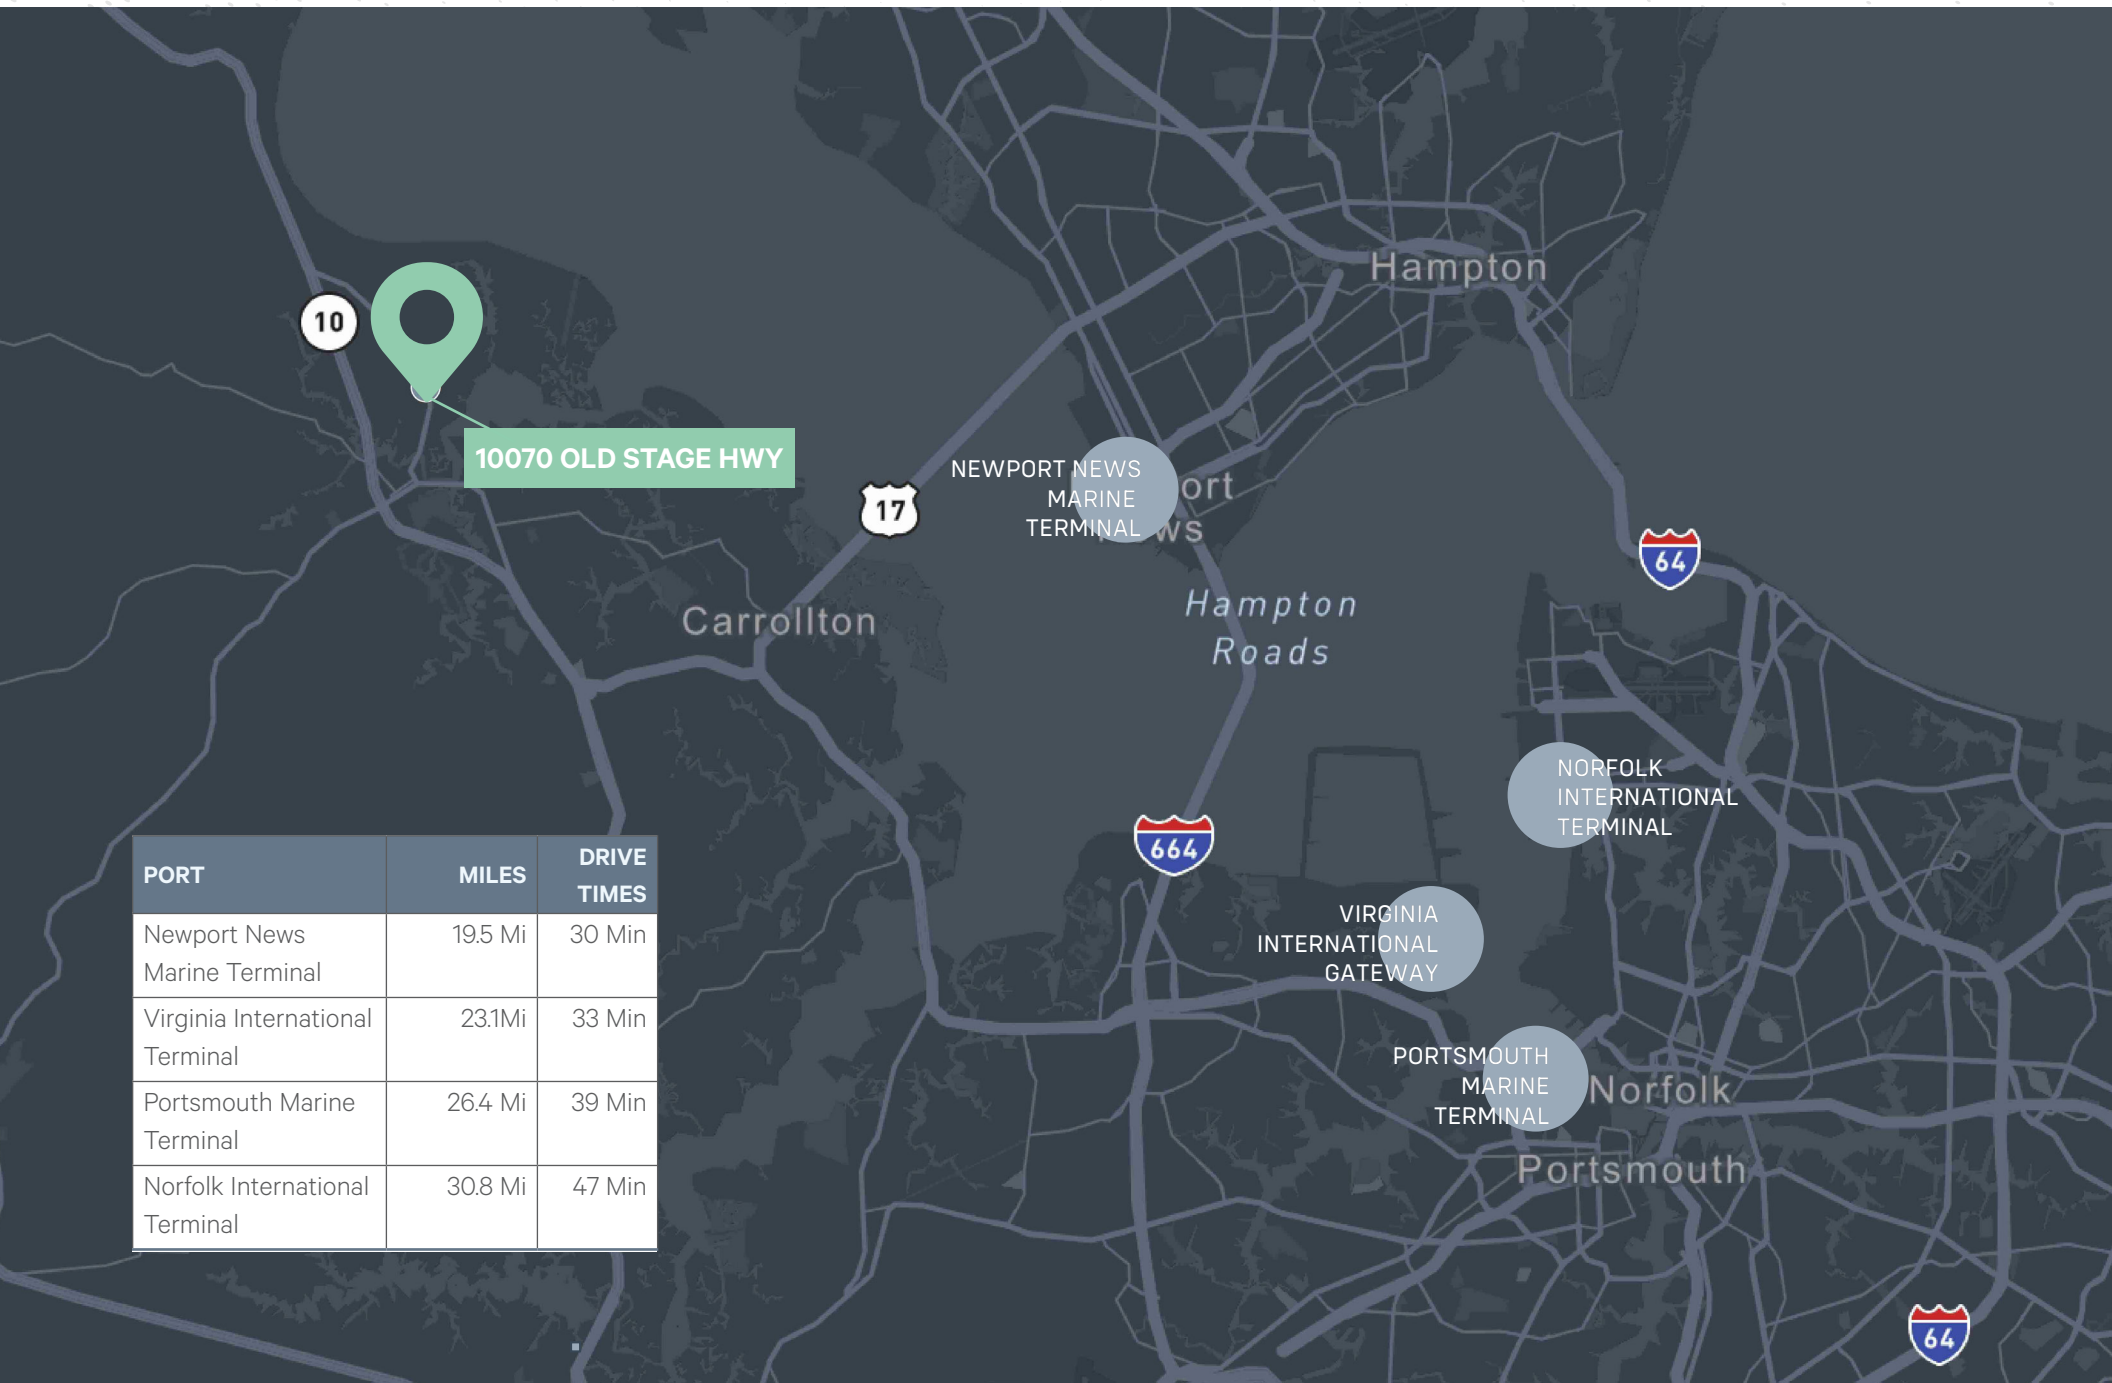 Hampton
10
10070 OLD STAGE HWY
NEWPORT NEWS
MARINE
TERMINAL
ort
ws
17
64
Hampton
Roads
Carrollton
NORFOLK
INTERNATIONAL
TERMINAL
664
VIRGINIA
INTERNATIONAL
GATEWAY
PORTSMOUTH
MARINE
TERMINAL
Norfolk
Portsmouth
64
PORT MILES DRIVE
TIMES
Newport News 19.5 Mi 30 Min
Marine Terminal
Virginia International 23.1Mi 33 Min
Terminal
Portsmouth Marine 26.4 Mi 39 Min
Terminal
Norfolk International 30.8 Mi 47 Min
Terminal